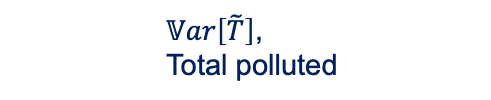 𝕍𝑎𝑟[𝑇̃],
Total polluted